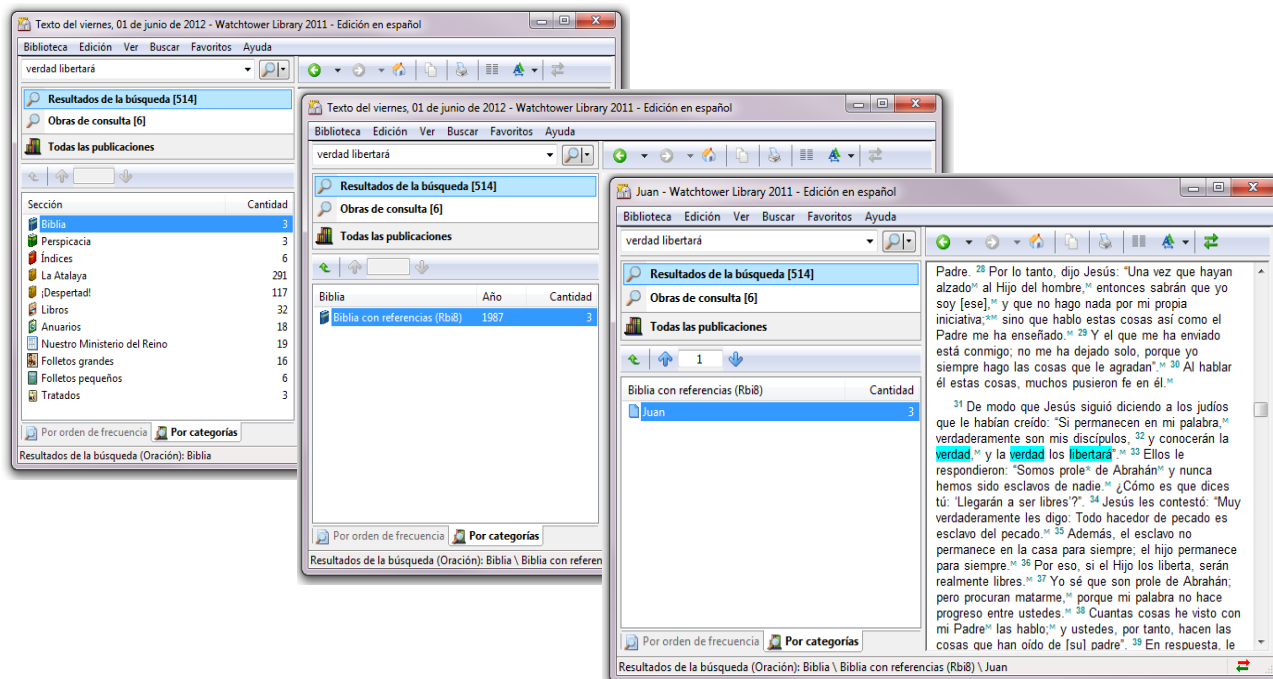 Texto del viernes, 01 de junio de 2012 - Watchtower Library 2011 - Edición en español
Biblioteca Edición Ver Buscar Favoritos Ayuda
verdad libertará
Resultados de la búsqueda [514]
Obras de consulta [6]
Todas las publicaciones
Sección Cantidad
Biblia 3
Perspicacia 3
Índices 6
La Atalaya 291
¡Despertad! 117
Libros 32
Anuarios 18
Nuestro Ministerio del Reino 19
Folletos grandes 16
Folletos pequeños 6
Tratados 3
Por orden de frecuencia Por categorías
Resultados de la búsqueda (Oración): Biblia
Texto del viernes, 01 de junio de 2012 - Watchtower Library 2011 - Edición en español
Biblioteca Edición Ver Buscar Favoritos Ayuda
verdad libertará
Resultados de la búsqueda [514]
Obras de consulta [6]
Todas las publicaciones
Biblia Año Cantidad
Biblia con referencias (Rbi8) 1987 3
Por orden de frecuencia Por categorías
Resultados de la búsqueda (Oración): Biblia \ Biblia con referen
Juan - Watchtower Library 2011 - Edición en español
Biblioteca Edición Ver Buscar Favoritos Ayuda
verdad libertará
Resultados de la búsqueda [514]
Obras de consulta [6]
Todas las publicaciones
1
Biblia con referencias (Rbi8) Cantidad
Juan 3
Por orden de frecuencia Por categorías
Padre. 28 Por lo tanto, dijo Jesús: “Una vez que hayan
alzadoM al Hijo del hombre,M entonces sabrán que yo
soy [ese],M y que no hago nada por mi propia
iniciativa;*M sino que hablo estas cosas así como el
Padre me ha enseñado.M 29 Y el que me ha enviado
está conmigo; no me ha dejado solo, porque yo
siempre hago las cosas que le agradan”.M 30 Al hablar
él estas cosas, muchos pusieron fe en él.M
31 De modo que Jesús siguió diciendo a los judíos
que le habían creído: “Si permanecen en mi palabra,M
verdaderamente son mis discípulos, 32 y conocerán la
verdad,M y la verdad los libertará”.M 33 Ellos le
respondieron: “Somos prole* de AbrahánM y nunca
hemos sido esclavos de nadie.M ¿Cómo es que dices
tú: ‘Llegarán a ser libres’?”. 34 Jesús les contestó: “Muy
verdaderamente les digo: Todo hacedor de pecado es
esclavo del pecado.M 35 Además, el esclavo no
permanece en la casa para siempre; el hijo permanece
para siempre.M 36 Por eso, si el Hijo los liberta, serán
realmente libres.M 37 Yo sé que son prole de Abrahán;
pero procuran matarme,M porque mi palabra no hace
progreso entre ustedes.M 38 Cuantas cosas he visto con
mi PadreM las hablo;M y ustedes, por tanto, hacen las
cosas que han oído de [su] padre”. 39 En respuesta, le
Resultados de la búsqueda (Oración): Biblia \ Biblia con referencias (Rbi8) \ Juan